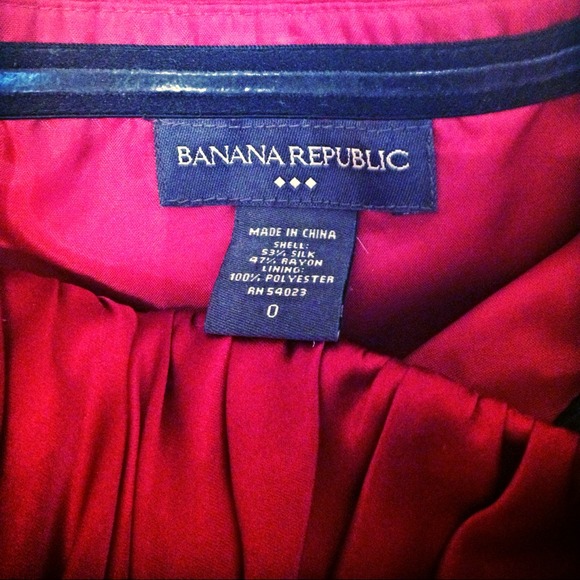 BANANA REPUBLIC
MADE IN CHINA
SHELL:
53% SILK
47% RAYON
LINING:
100% POLYESTER
RN 54023
0